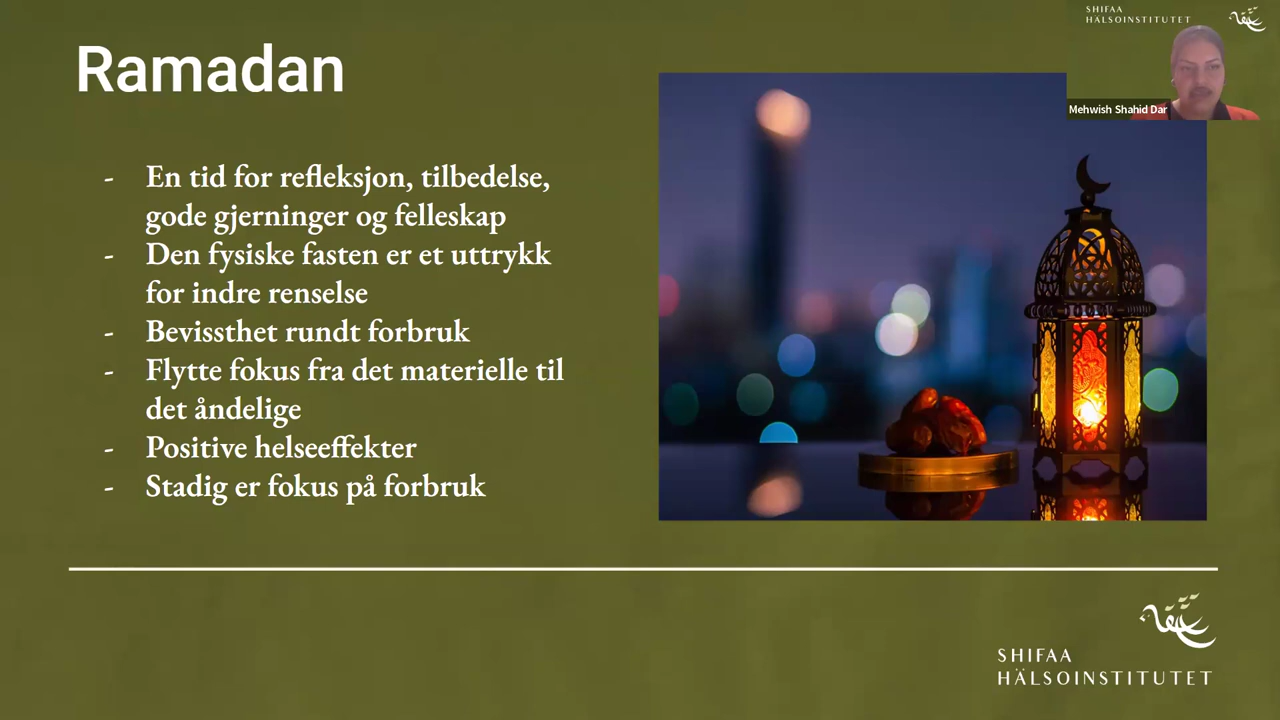 SHIFAA
HÄLSOINSTITUTET
Ramadan
Mehwish Shahid Dar
- En tid for refleksjon, tilbedelse,
gode gjerninger og felleskap
- Den fysiske fasten er et uttrykk
for indre renselse
- Bevissthet rundt forbruk
- Flytte fokus fra det materielle til
det åndelige
- Positive helseeffekter
- Stadig er fokus på forbruk
SHIFAA
HÄLSOINSTITUTET